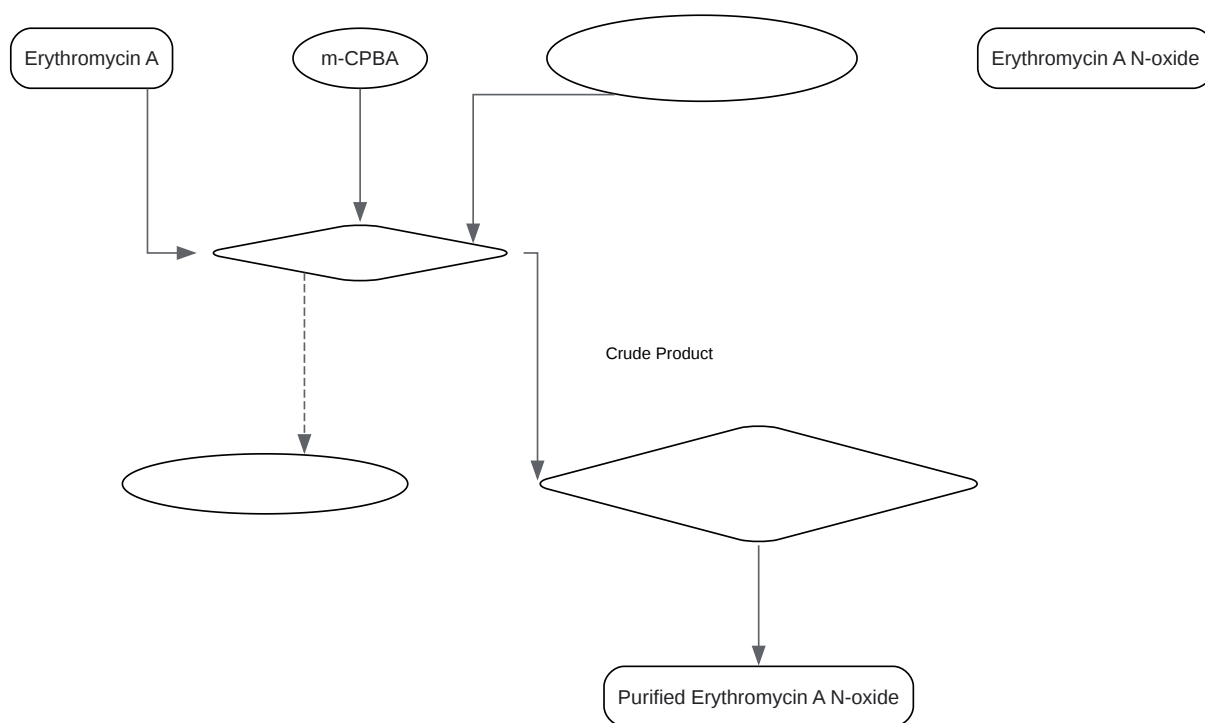 Erythromycin A
m-CPBA
Erythromycin A N-oxide
Crude Product
Purified Erythromycin A N-oxide